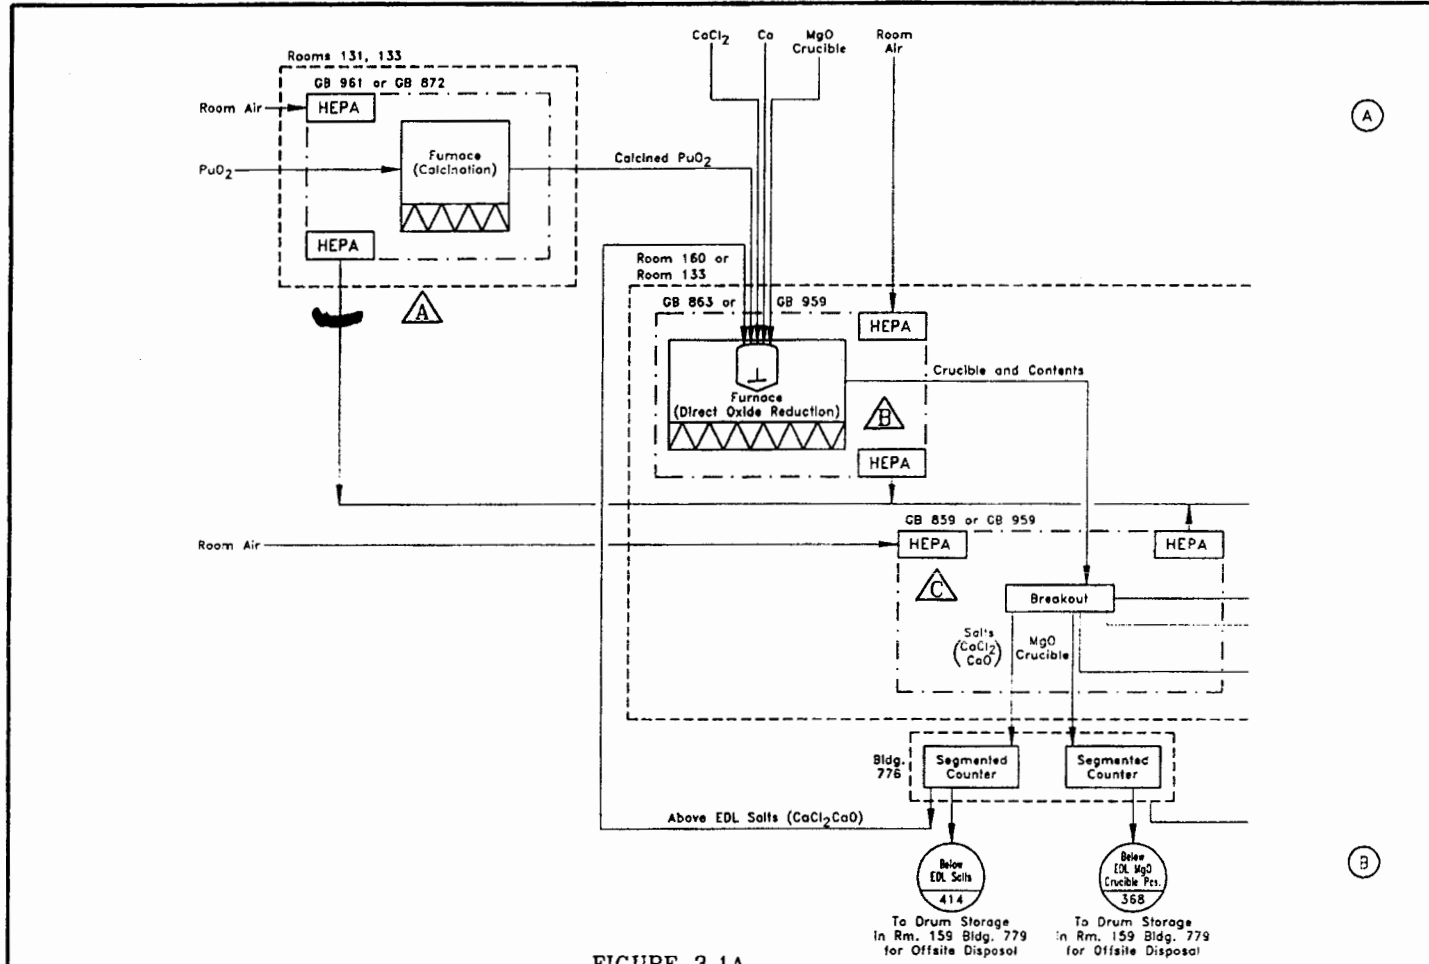 CaCl2
Ca
MgO
Crucible
Room
Air
Rooms 131, 133
GB 961 or GB 872
Room Air
HEPA
A
PuO2
Furnace
(Calcination)
Calcined PuO2
HEPA
A
Room 160 or
Room 133
GB 863 or GB 959
HEPA
Furnace
(Direct Oxide Reduction)
Crucible and Contents
B
HEPA
GB 859 or GB 959
Room Air
HEPA
HEPA
C
Breakout
Salts
(CaCl2)
CaO
MgO
Crucible
Bldg.
776
Segmented
Counter
Segmented
Counter
Above EDL Salts (CaCl2CaO)
Below
EDL Salts
414
Below
EDL MgO
Crucible Pcs.
368
B
To Drum Storage
in Rm. 159 Bldg. 779
for Offsite Disposal
To Drum Storage
in Rm. 159 Bldg. 779
for Offsite Disposal
FIGURE 3.1A